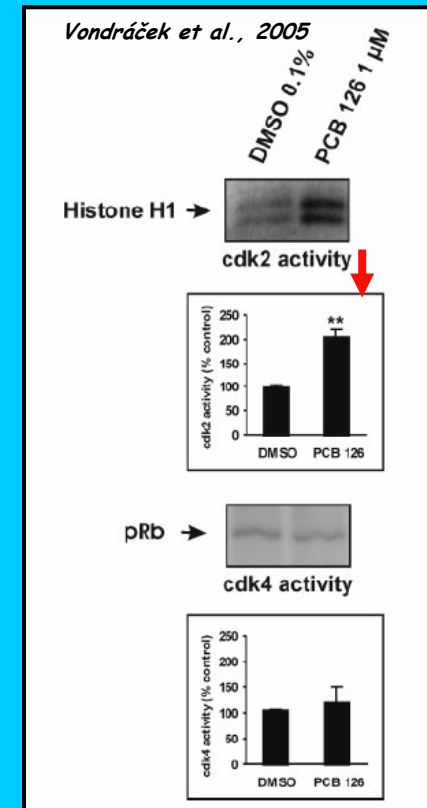 Vondráček et al., 2005
DMSO 0.1%
PCB 126 1 µM
Histone H1
cdk2 activity
cdk2 activity (% control)
250
200
150
100
50
0
**
DMSO PCB 126
pRb
cdk4 activity
cdk4 activity (% control)
250
200
150
100
50
0
DMSO PCB 126